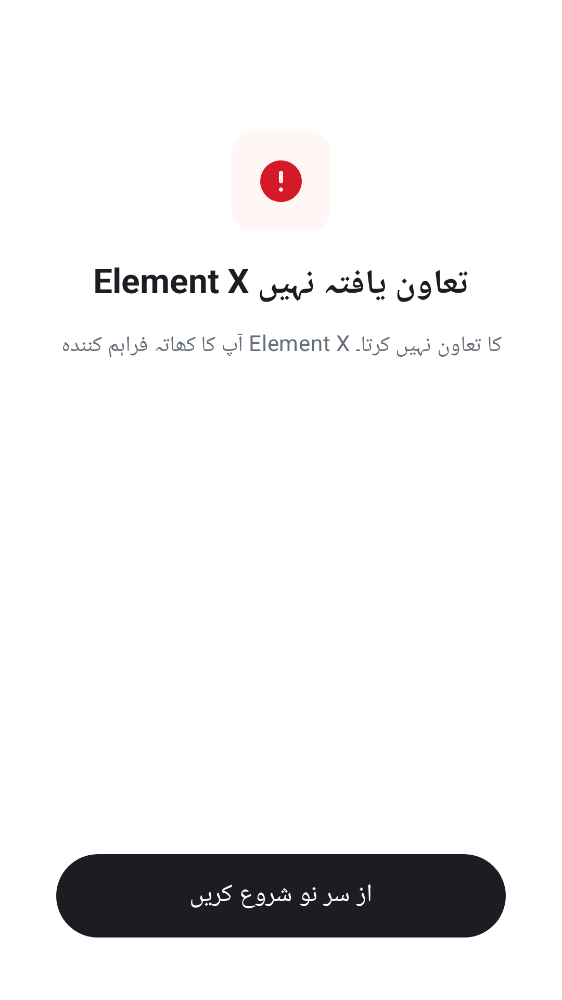 Element X تعاون یافتہ نہیں
آپ کا کھاتہ فراہم کنندہ Element X کا تعاون نہیں کرتا۔
از سر نو شروع کریں